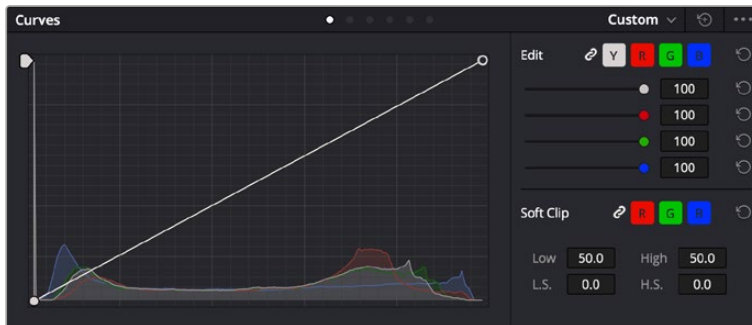 Curves
Custom
Edit
Y R G B
100
100
100
100
Soft Clip
R G B
Low 50.0 High 50.0
L.S. 0.0 H.S. 0.0